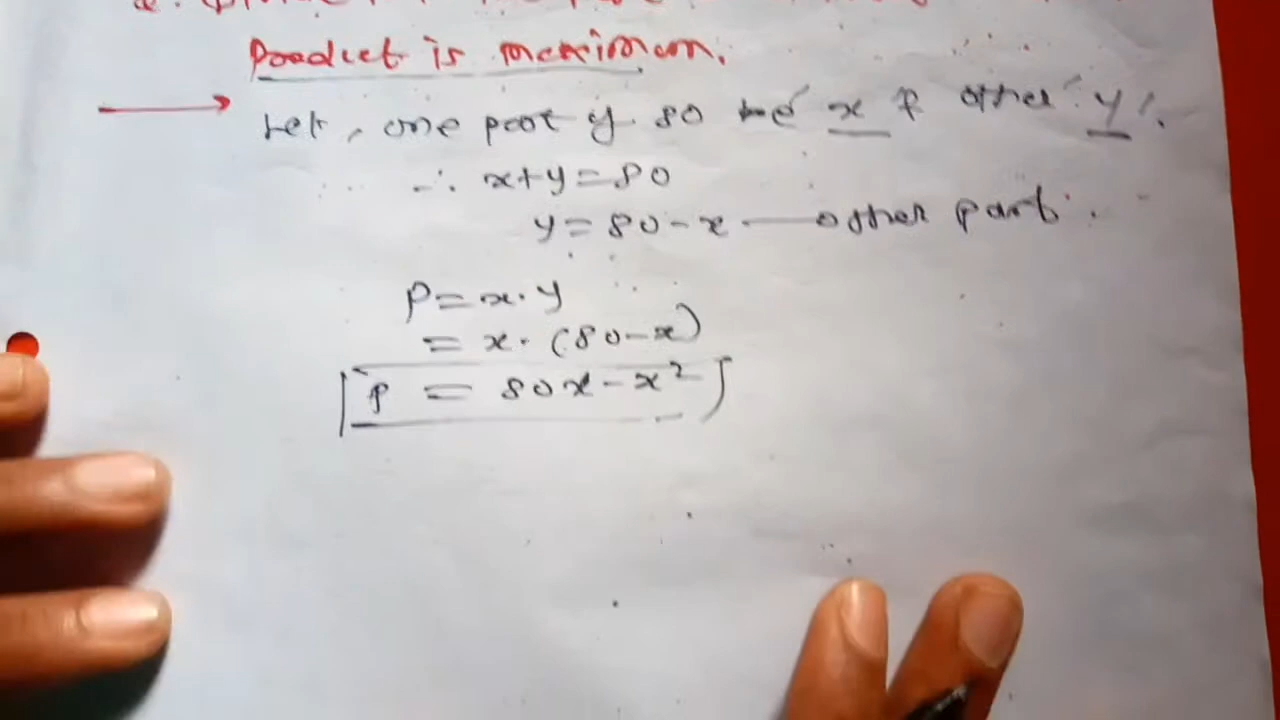 Product is maximum.
Let, one part of 80 be x & other y.
∴ x+y=80
y=80-x — other part.
P=x.y
= x.(80-x)
P = 80x-x²